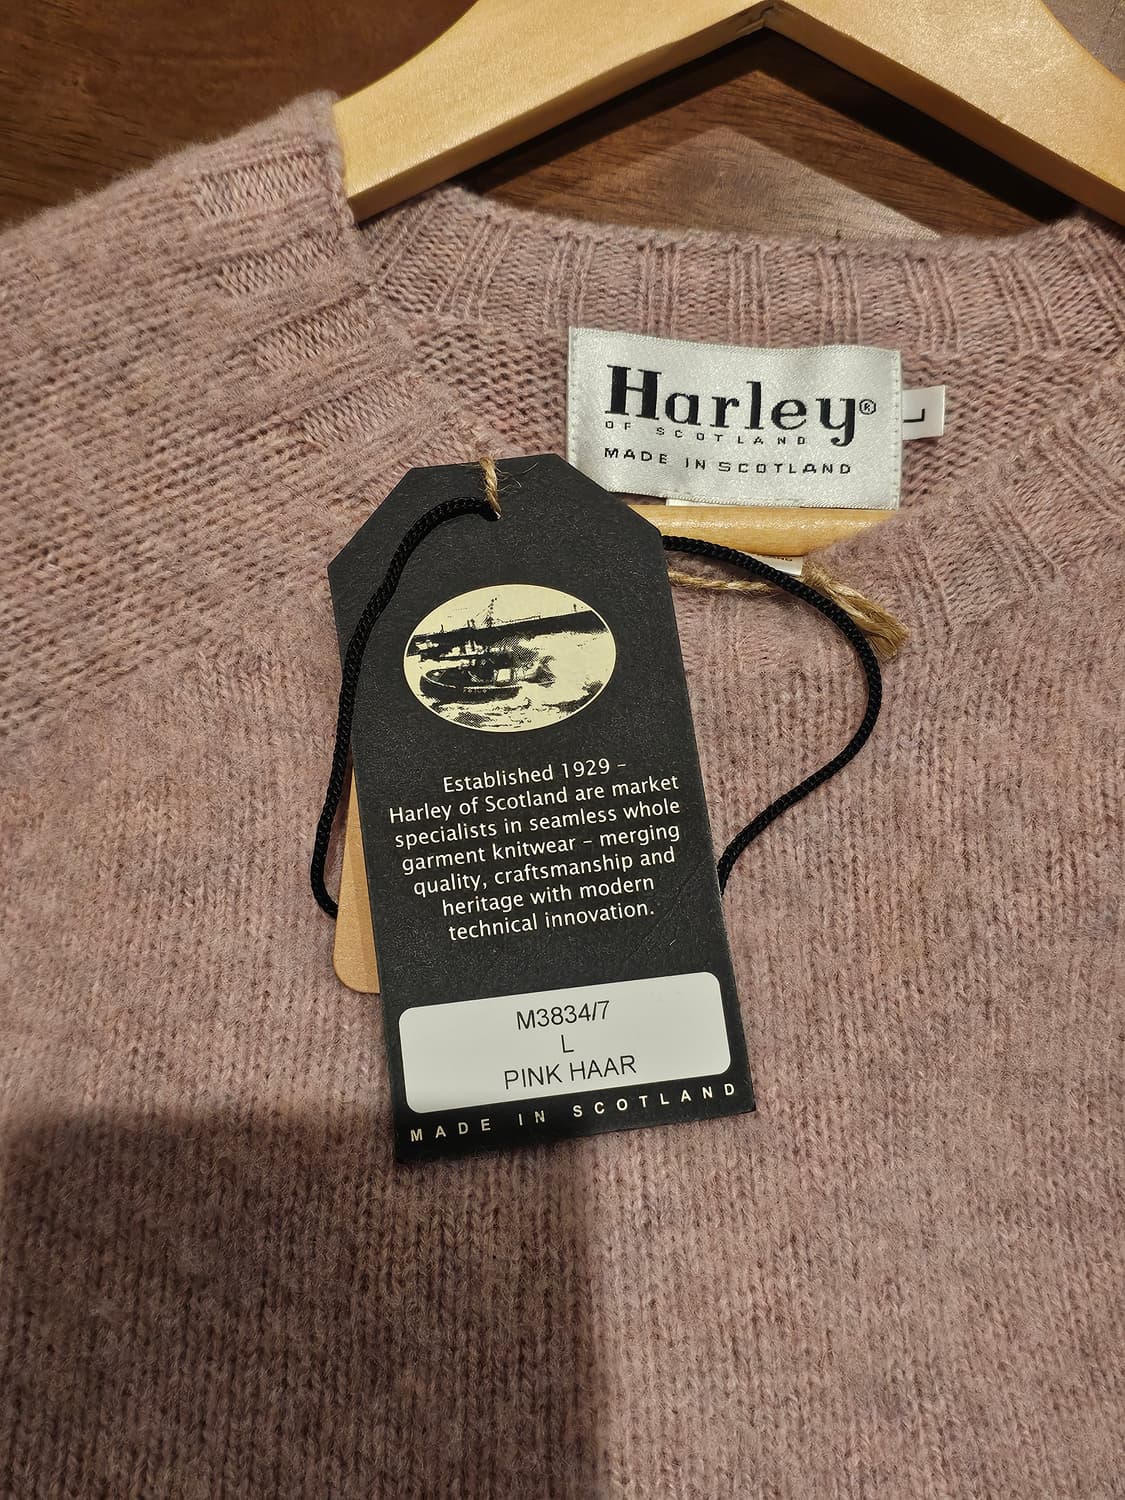 Harley®
OF SCOTLAND
MADE IN SCOTLAND
L
Established 1929 –
Harley of Scotland are market
specialists in seamless whole
garment knitwear – merging
quality, craftsmanship and
heritage with modern
technical innovation.
M3834/7
L
PINK HAAR
MADE IN SCOTLAND